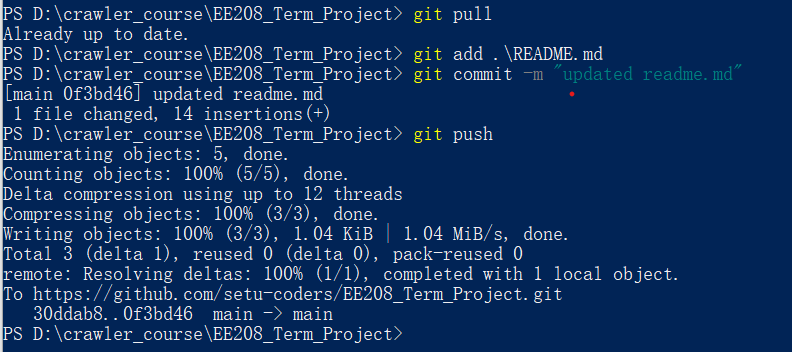 PS D:\crawler_course\EE208_Term_Project> git pull
Already up to date.
PS D:\crawler_course\EE208_Term_Project> git add .\README.md
PS D:\crawler_course\EE208_Term_Project> git commit -m "updated readme.md"
[main 0f3bd46] updated readme.md
 1 file changed, 14 insertions(+)
PS D:\crawler_course\EE208_Term_Project> git push
Enumerating objects: 5, done.
Counting objects: 100% (5/5), done.
Delta compression using up to 12 threads
Compressing objects: 100% (3/3), done.
Writing objects: 100% (3/3), 1.04 KiB | 1.04 MiB/s, done.
Total 3 (delta 1), reused 0 (delta 0), pack-reused 0
remote: Resolving deltas: 100% (1/1), completed with 1 local object.
To https://github.com/setu-coders/EE208_Term_Project.git
   30ddab8..0f3bd46  main -> main
PS D:\crawler_course\EE208_Term_Project>